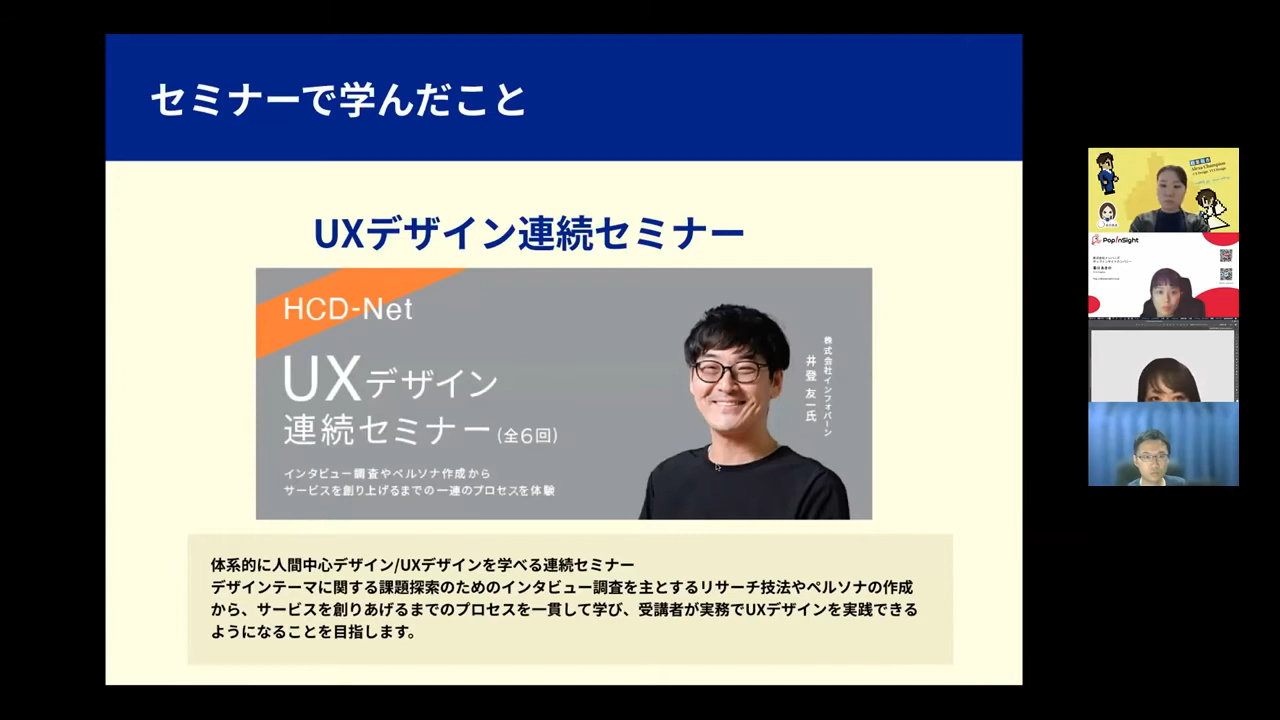 セミナーで学んだこと
UXデザイン連続セミナー
HCD-Net
UXデザイン
連続セミナー(全6回)
インタビュー調査やペルソナ作成から
サービスを創り上げるまでの一連のプロセスを体験
株式会社インフォバーン
井登 友一氏
体系的に人間中心デザイン/UXデザインを学べる連続セミナー
デザインテーマに関する課題探索のためのインタビュー調査を主とするリサーチ技法やペルソナの作成
から、サービスを創りあげるまでのプロセスを一貫して学び、受講者が実務でUXデザインを実践できる
ようになることを目指します。
Alexa Champion
PopInSight